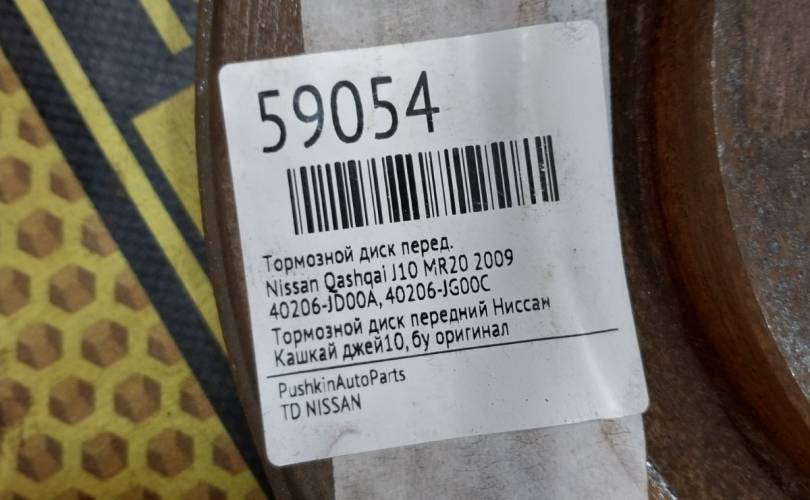 59054
Тормозной диск перед.
Nissan Qashqai J10 MR20 2009
40206-JD00A, 40206-JG00C
Тормозной диск передний Ниссан
Кашкай джей10, бу оригинал
PushkinAutoParts
TD NISSAN